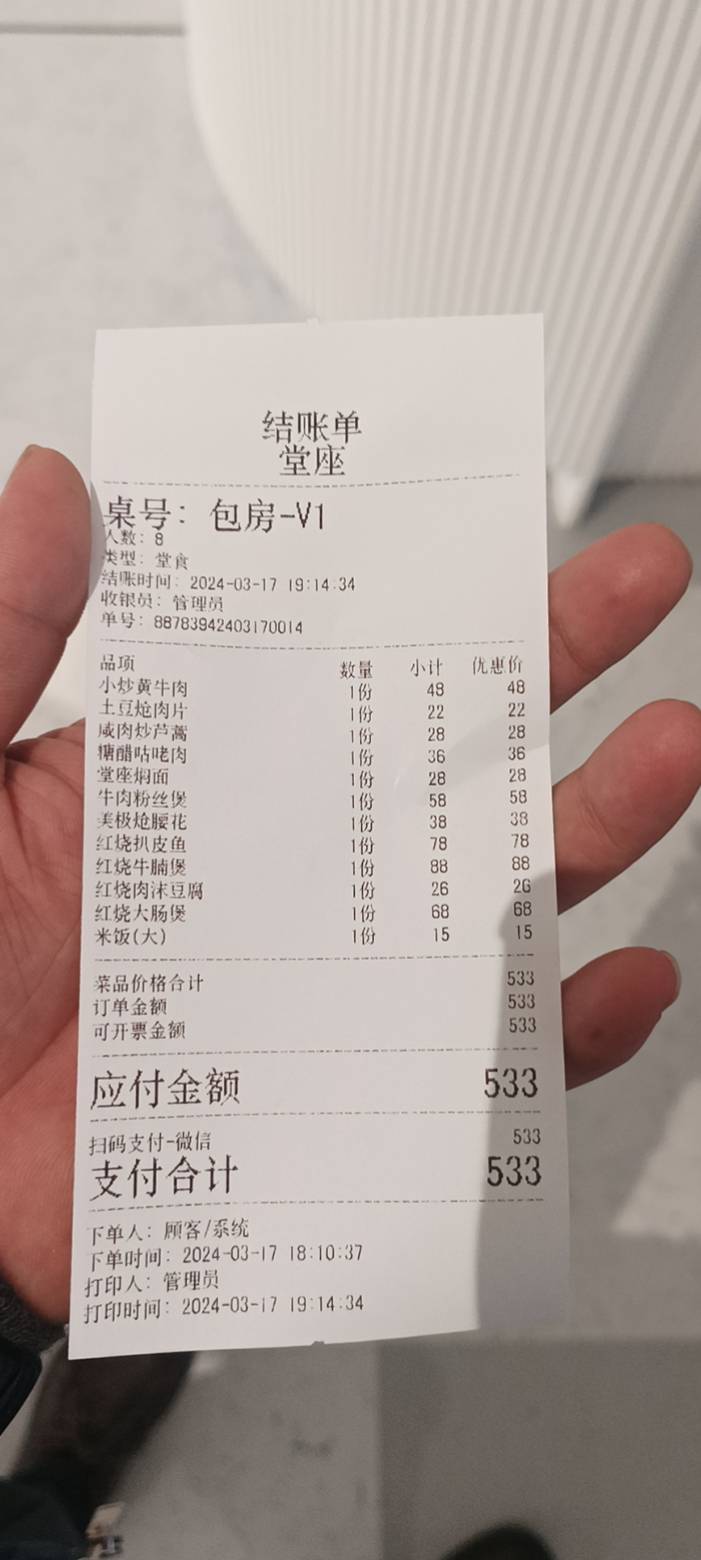 结账单
堂座
桌号：包房-V1
人数：8
类型：堂食
结账时间：2024-03-17 19:14:34
收银员：管理员
单号：88783942403170014
品项 数量 小计 优惠价
小炒黄牛肉 1份 48 48
土豆炝肉片 1份 22 22
咸肉炒芦蒿 1份 28 28
糖醋咕咾肉 1份 36 36
堂座焖面 1份 28 28
牛肉粉丝煲 1份 58 58
美极炝腰花 1份 38 38
红烧扒皮鱼 1份 78 78
红烧牛腩煲 1份 88 88
红烧肉沫豆腐 1份 26 26
红烧大肠煲 1份 68 68
米饭(大) 1份 15 15
菜品价格合计 533
订单金额 533
可开票金额 533
应付金额 533
扫码支付-微信 533
支付合计 533
下单人：顾客/系统
下单时间：2024-03-17 18:10:37
打印人：管理员
打印时间：2024-03-17 19:14:34